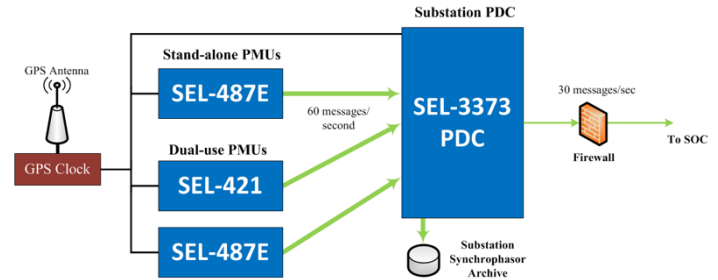 Substation PDC
Stand-alone PMUs
GPS Antenna
SEL-487E
60 messages/
second
SEL-3373
PDC
30 messages/sec
Firewall
To SOC
Dual-use PMUs
GPS Clock
SEL-421
SEL-487E
Substation
Synchrophasor
Archive